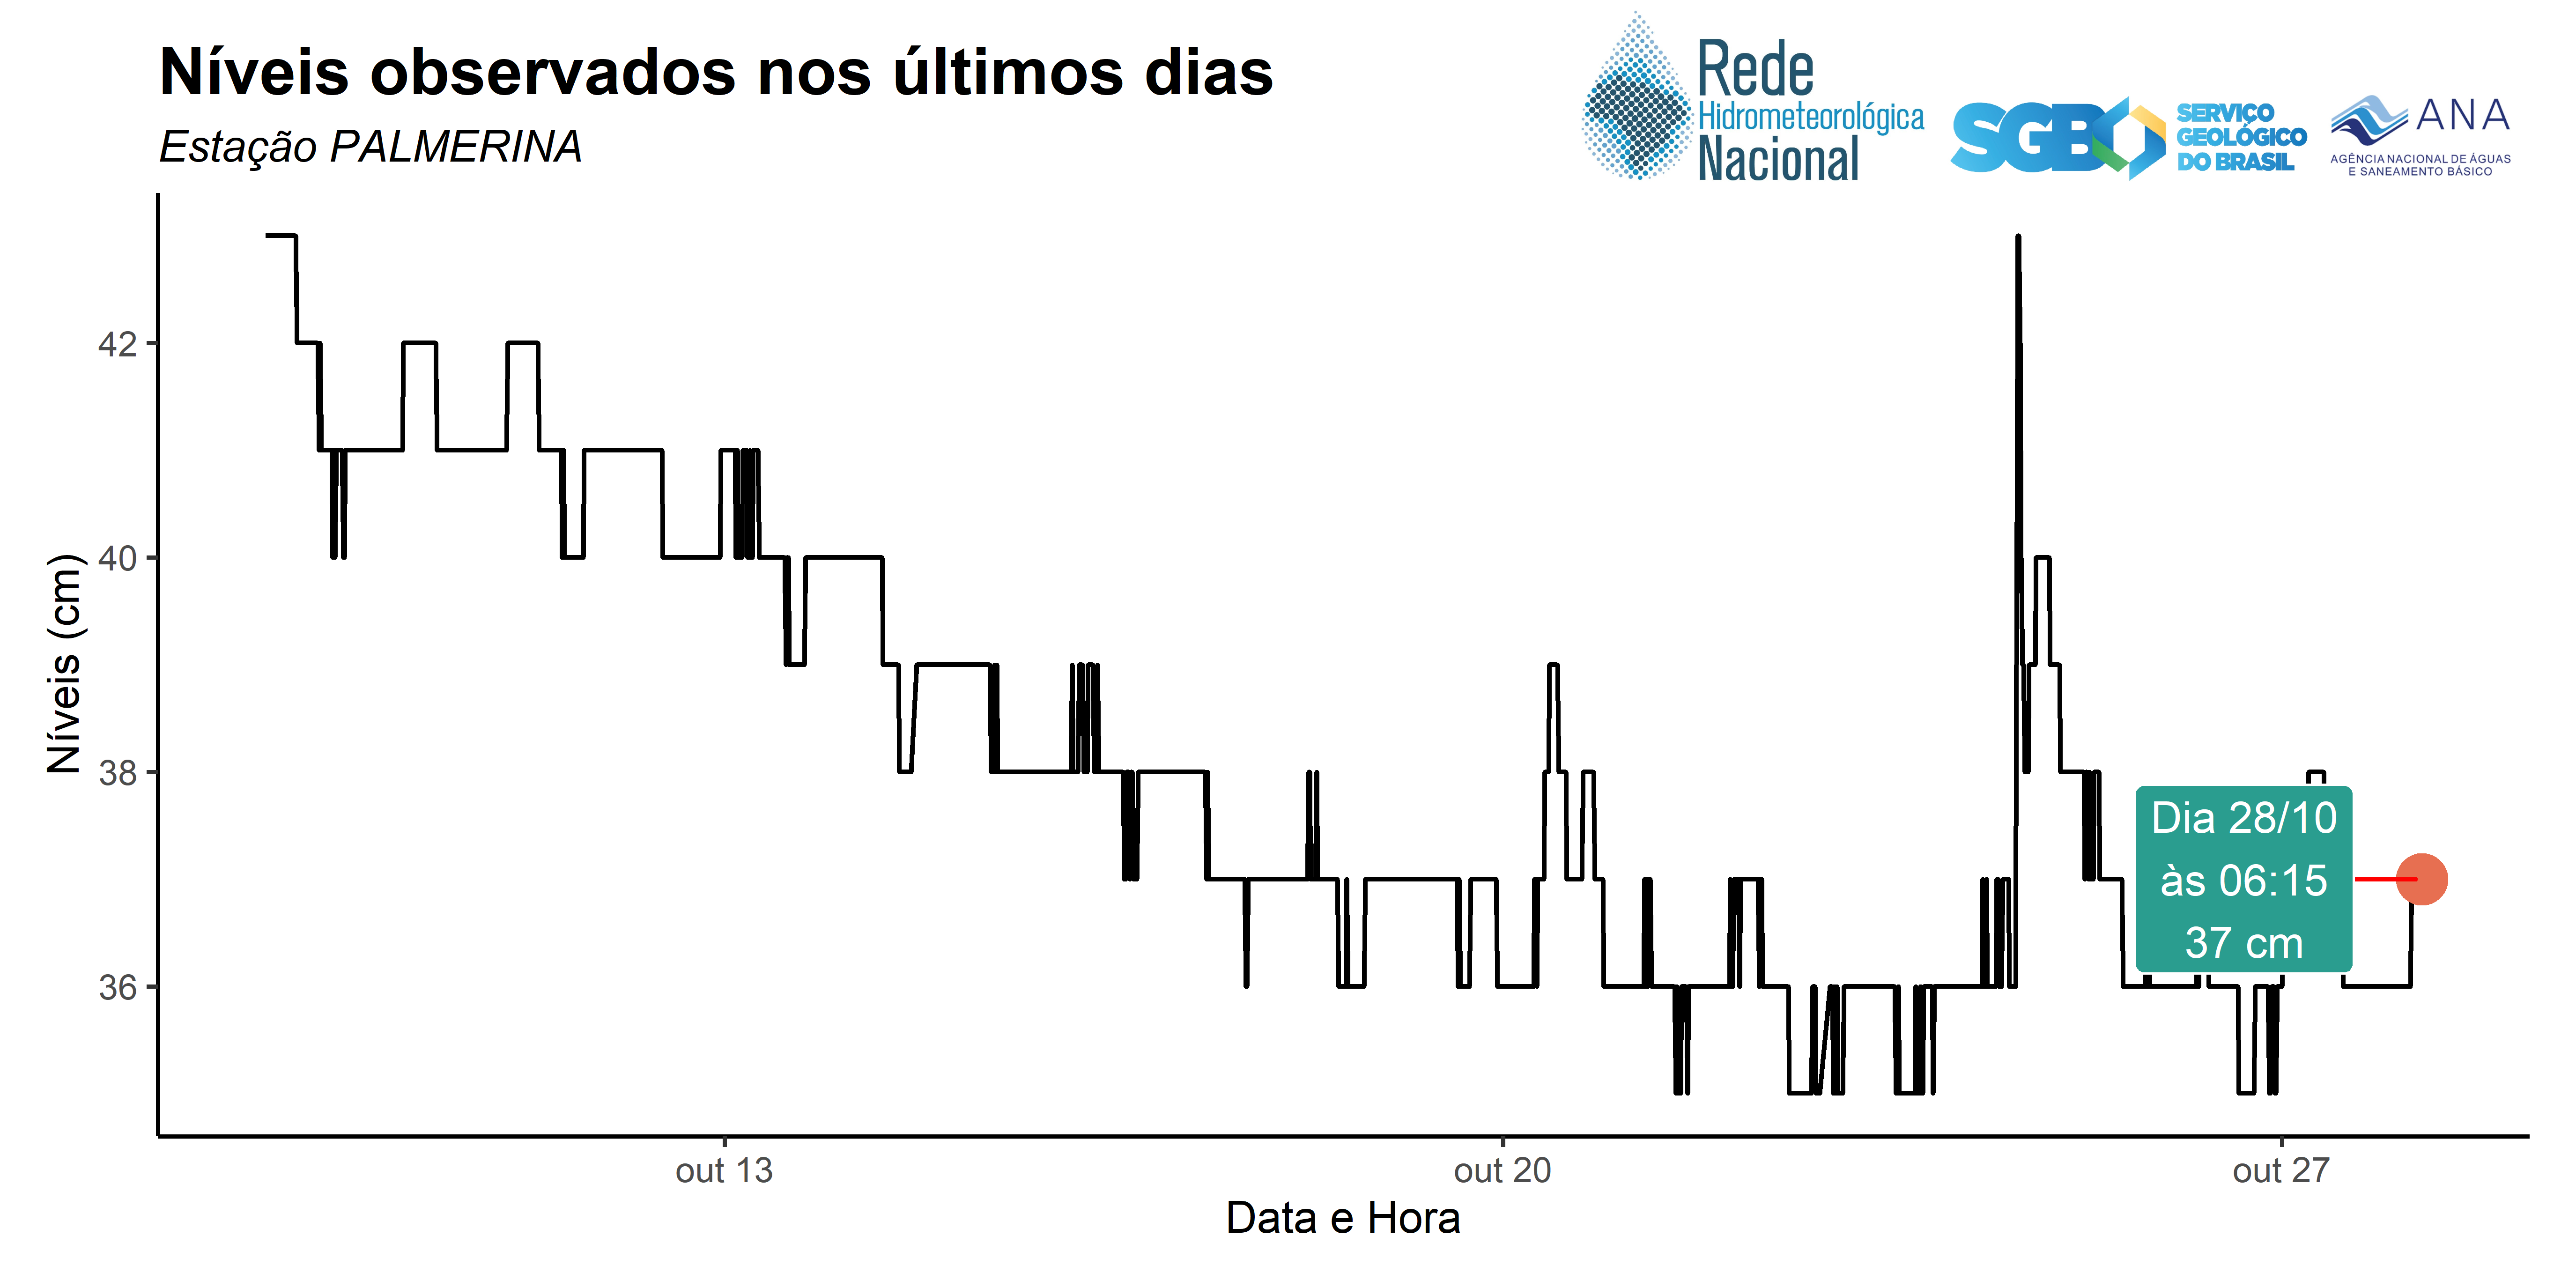 Níveis observados nos últimos dias
Estação PALMERINA
Rede
Hidrometeorológica
Nacional
SGB
SERVIÇO
GEOLÓGICO
DO BRASIL
ANA
AGÊNCIA NACIONAL DE ÁGUAS
E SANEAMENTO BÁSICO
Níveis (cm)
42
40
38
36
Dia 28/10
às 06:15
37 cm
out 13
out 20
out 27
Data e Hora